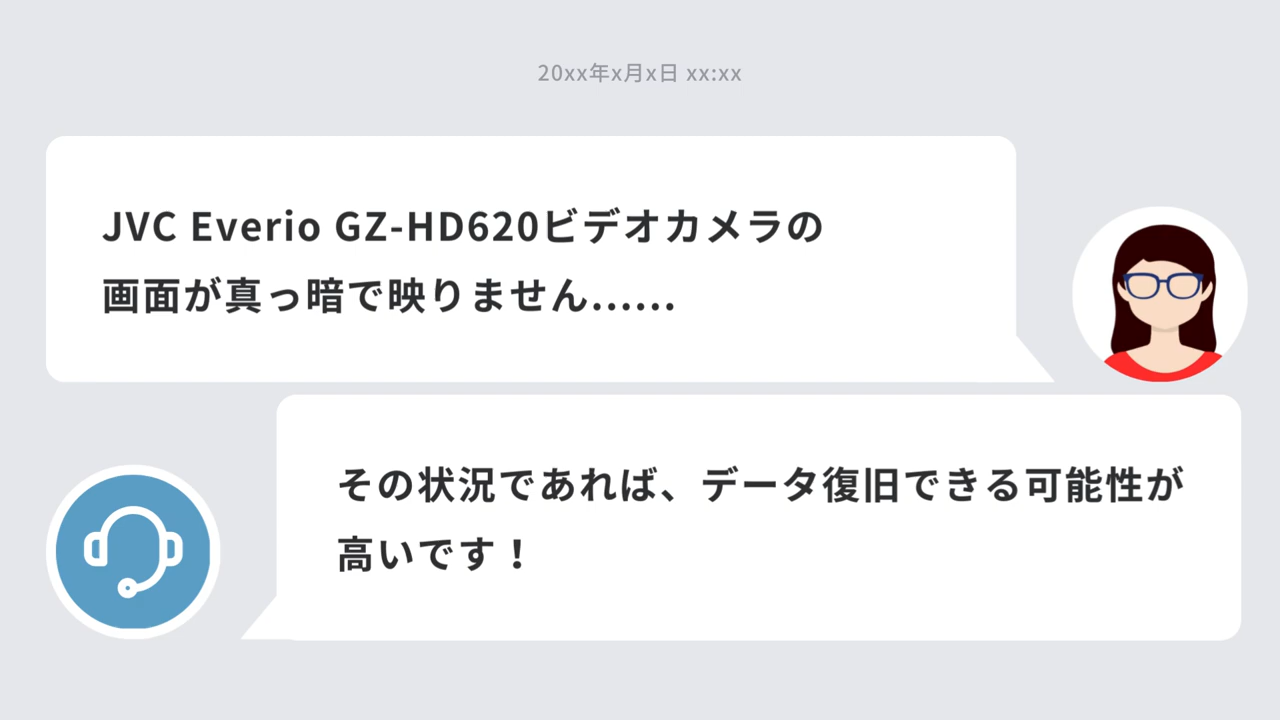 20xx年x月x日 xx:xx
JVC Everio GZ-HD620ビデオカメラの
画面が真っ暗で映りません......
その状況であれば、データ復旧できる可能性が
高いです！